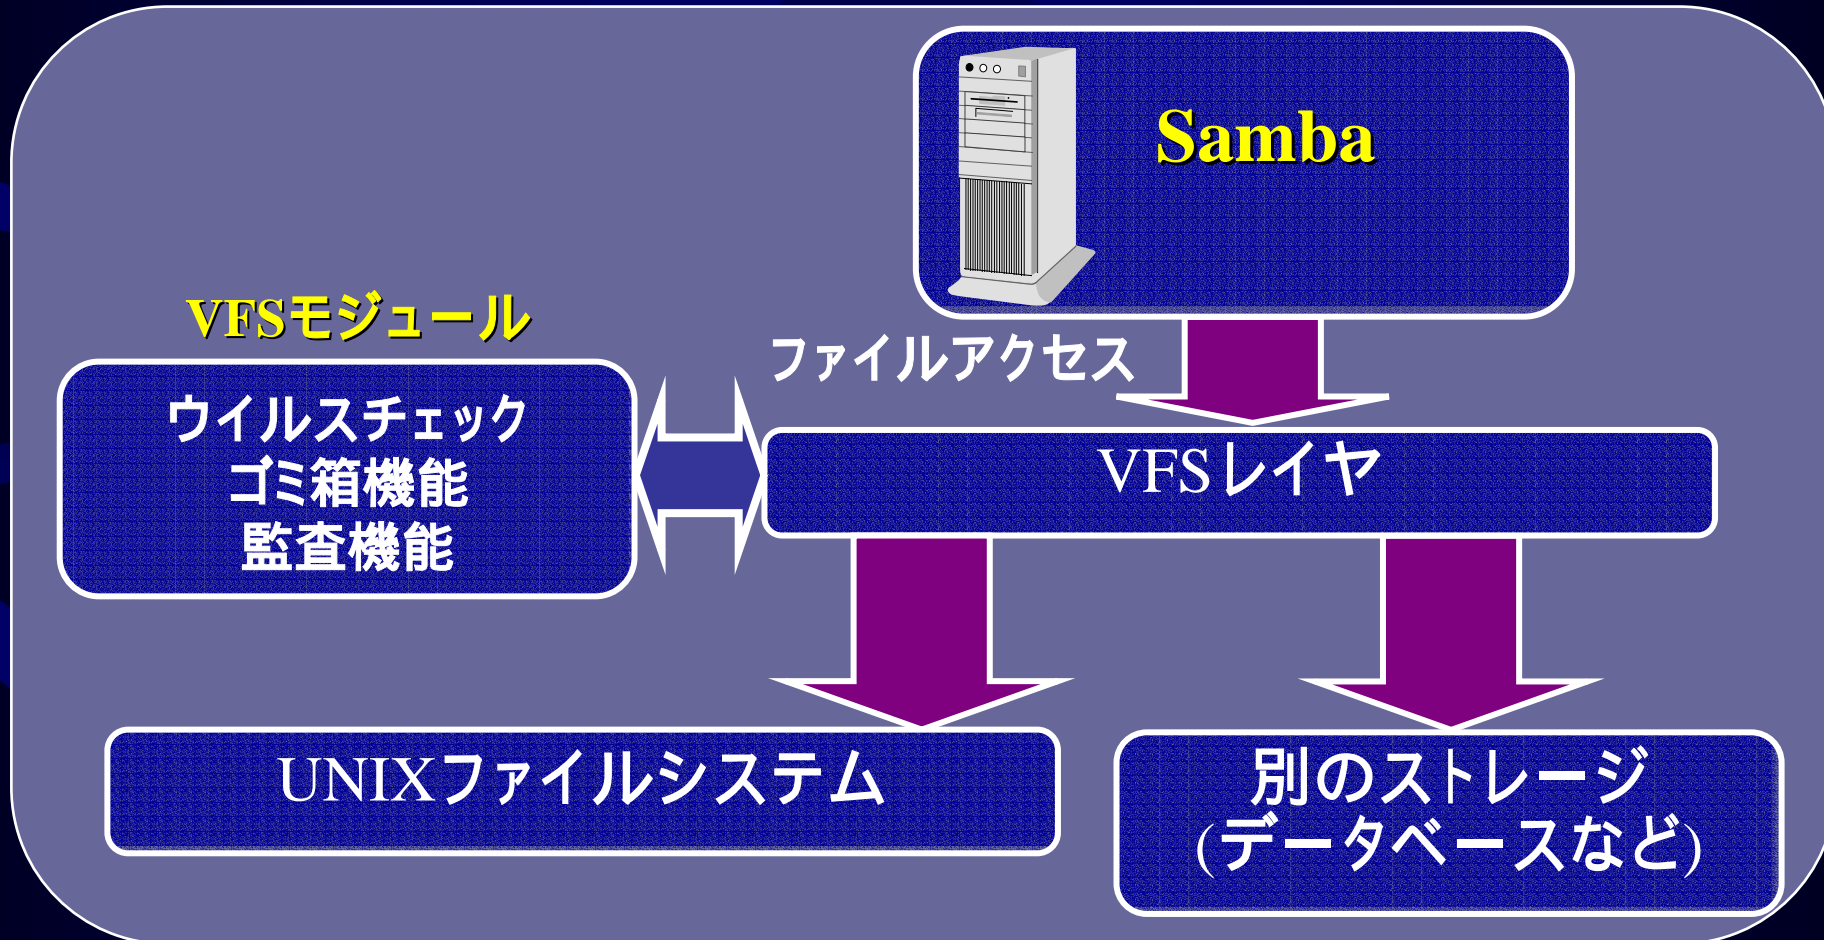 Samba
VFSモジュール
ファイルアクセス
ウイルスチェック
ゴミ箱機能
監査機能
VFSレイヤ
UNIXファイルシステム
別のストレージ
(データベースなど)